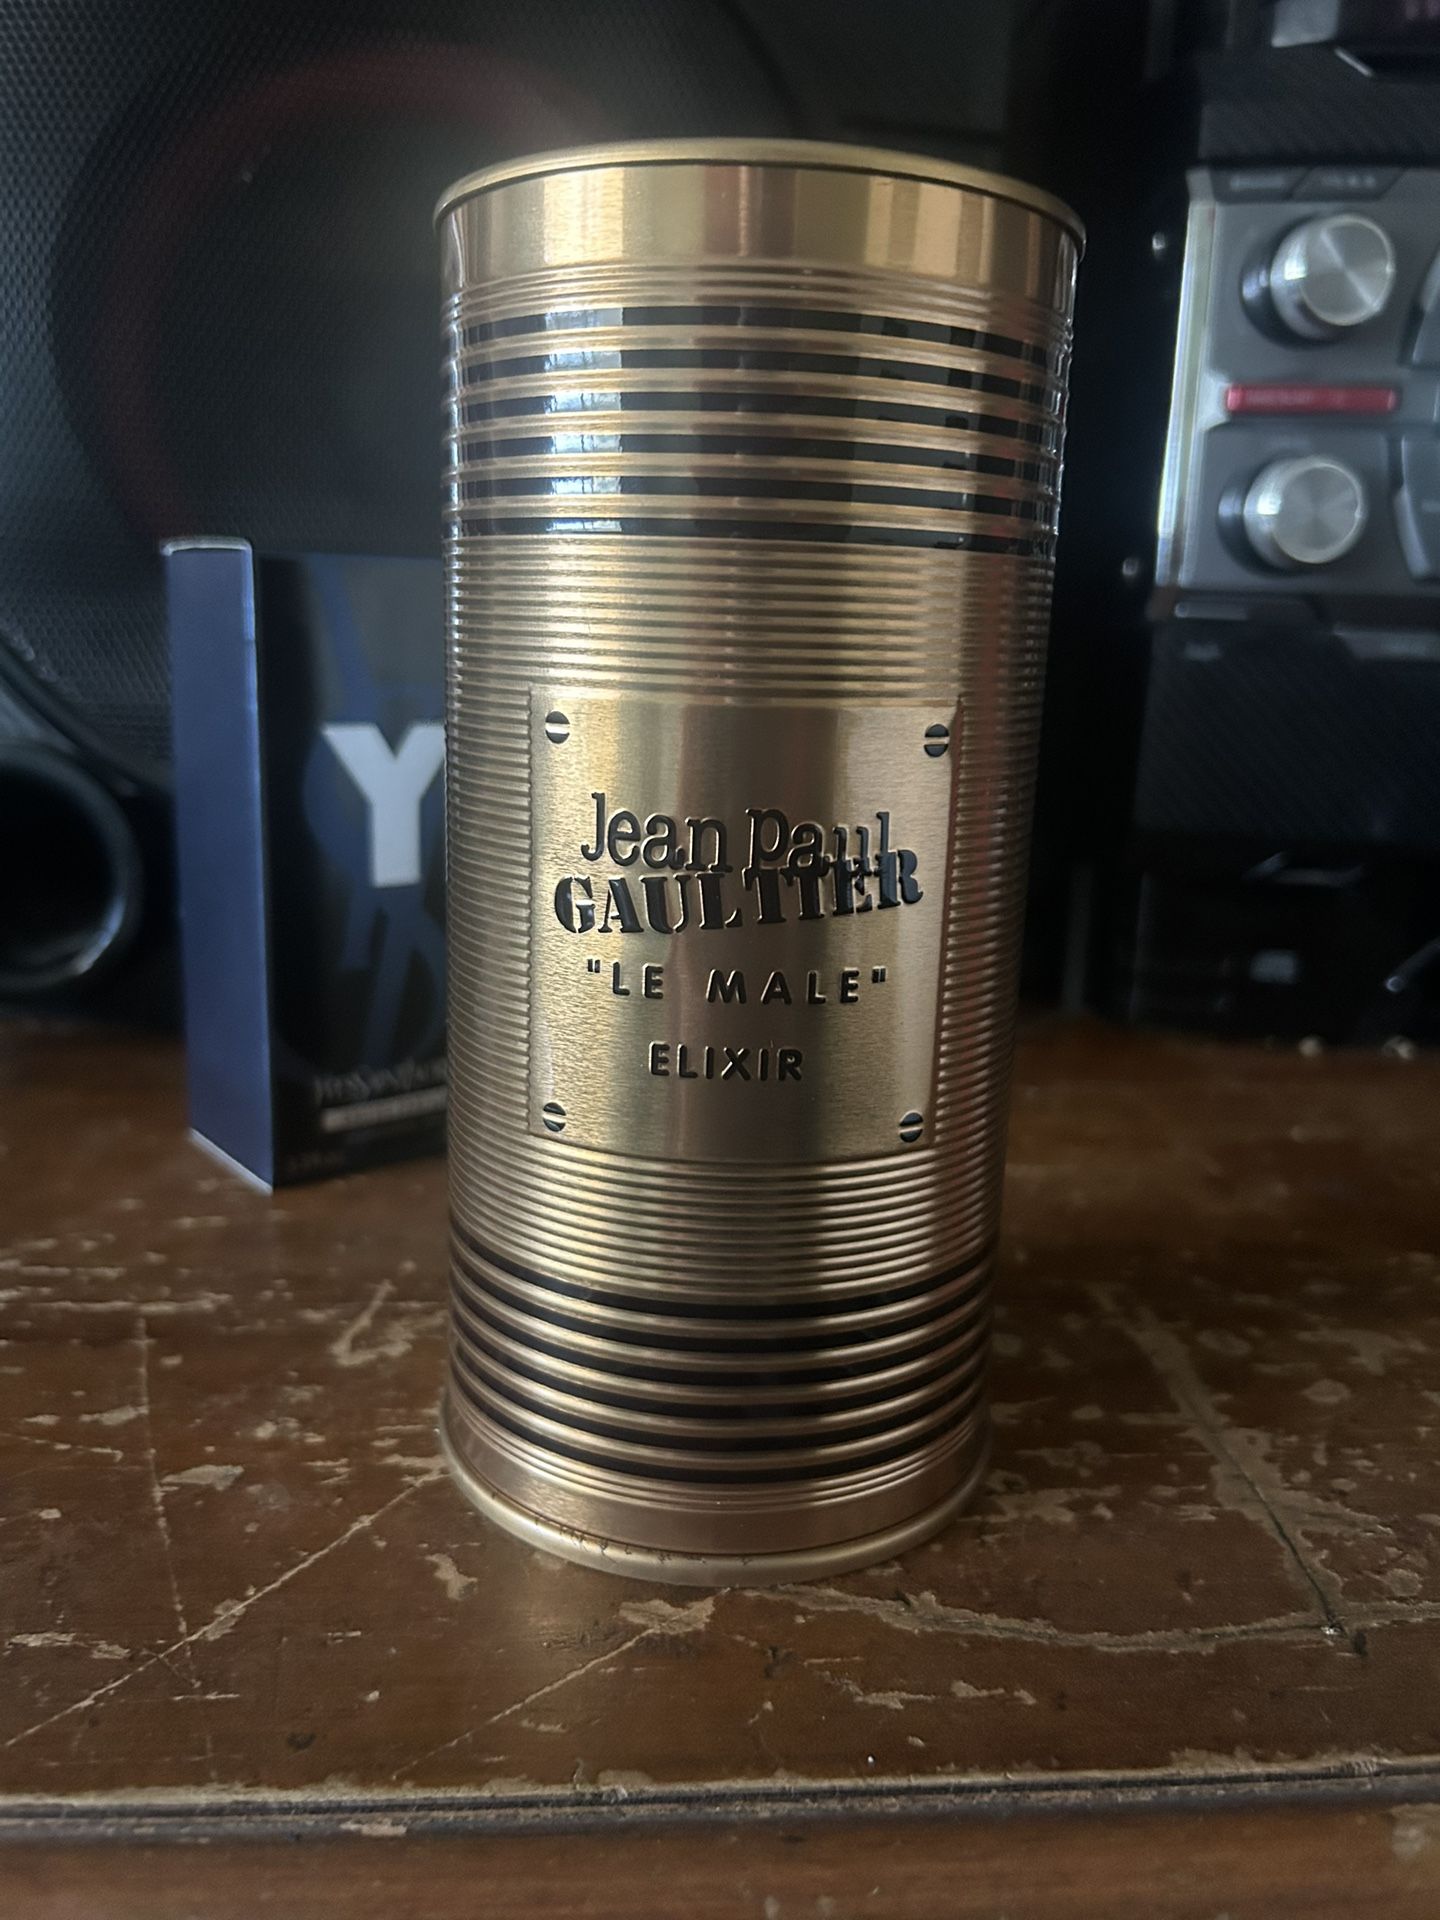 Jean Paul
GAULTIER
"LE MALE"
ELIXIR
Y